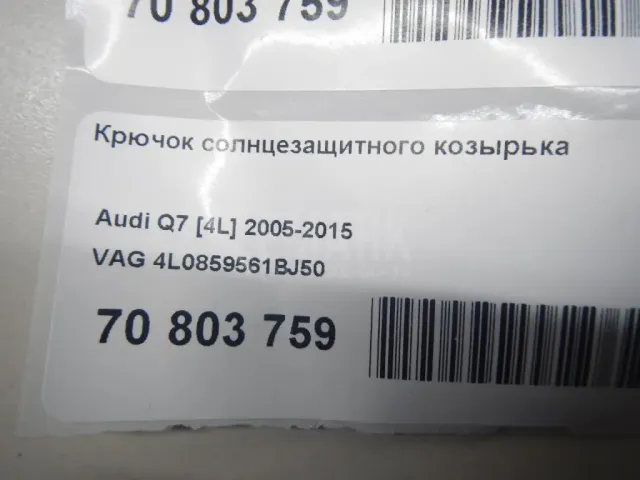 70 803 759
Крючок солнцезащитного козырька
Audi Q7 [4L] 2005-2015
VAG 4L0859561BJ50
70 803 759